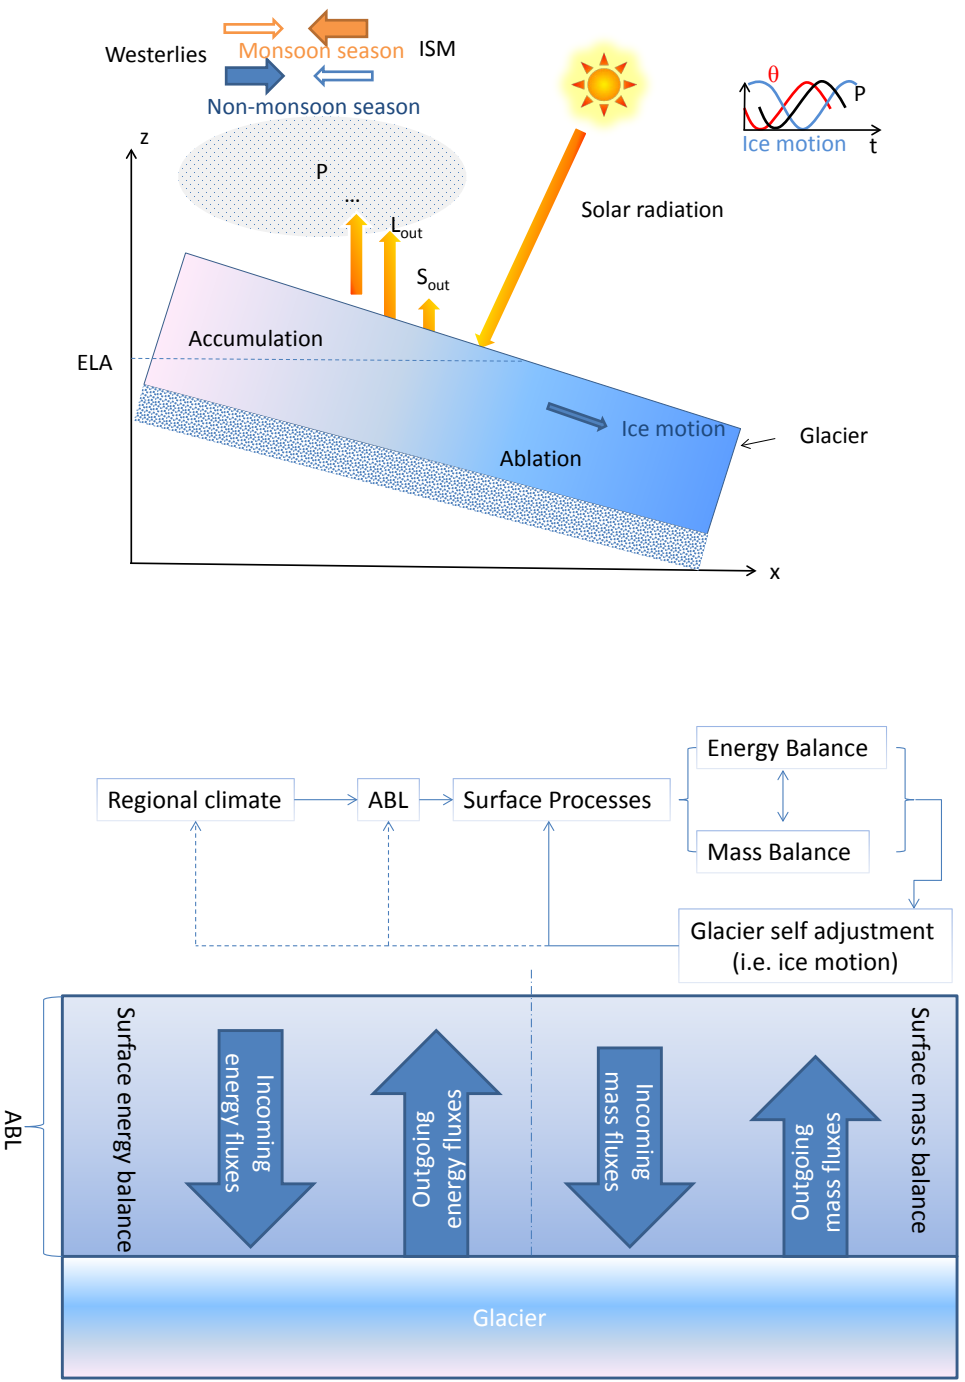 Westerlies
Monsoon season
ISM
Non-monsoon season
θ
P
Ice motion
t
z
P
...
Solar radiation
Lout
Sout
Accumulation
ELA
Ice motion
Glacier
Ablation
x
Energy Balance
Regional climate
ABL
Surface Processes
Mass Balance
Glacier self adjustment
(i.e. ice motion)
ABL
Surface energy balance
Incoming
energy fluxes
Outgoing
energy fluxes
Incoming
mass fluxes
Outgoing
mass fluxes
Surface mass balance
Glacier